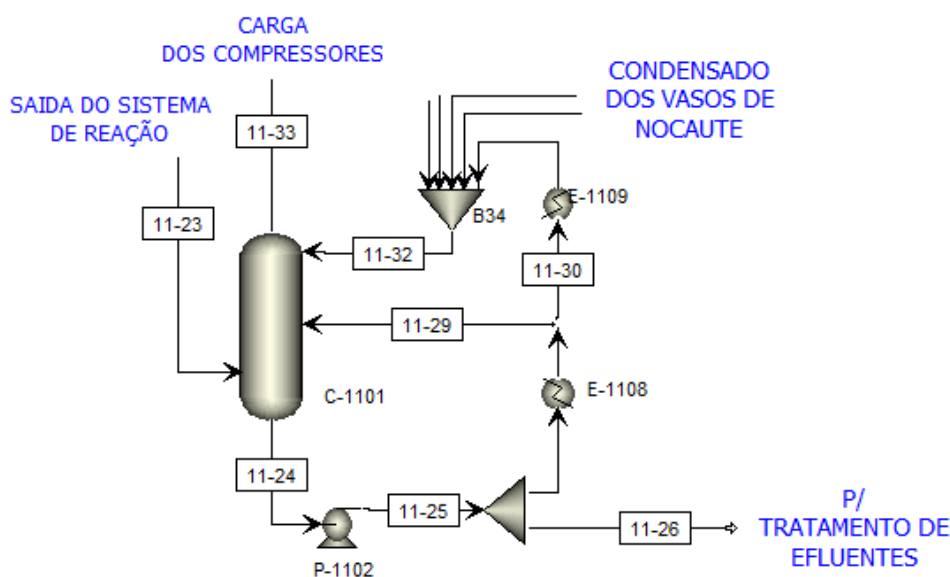 CARGA
DOS COMPRESSORES
SAIDA DO SISTEMA
DE REAÇÃO
CONDENSADO
DOS VASOS DE
NOCAUTE
11-33
11-23
B34
E-1109
11-32
11-30
11-29
C-1101
E-1108
11-24
11-25
P-1102
11-26
P/
TRATAMENTO DE
EFLUENTES